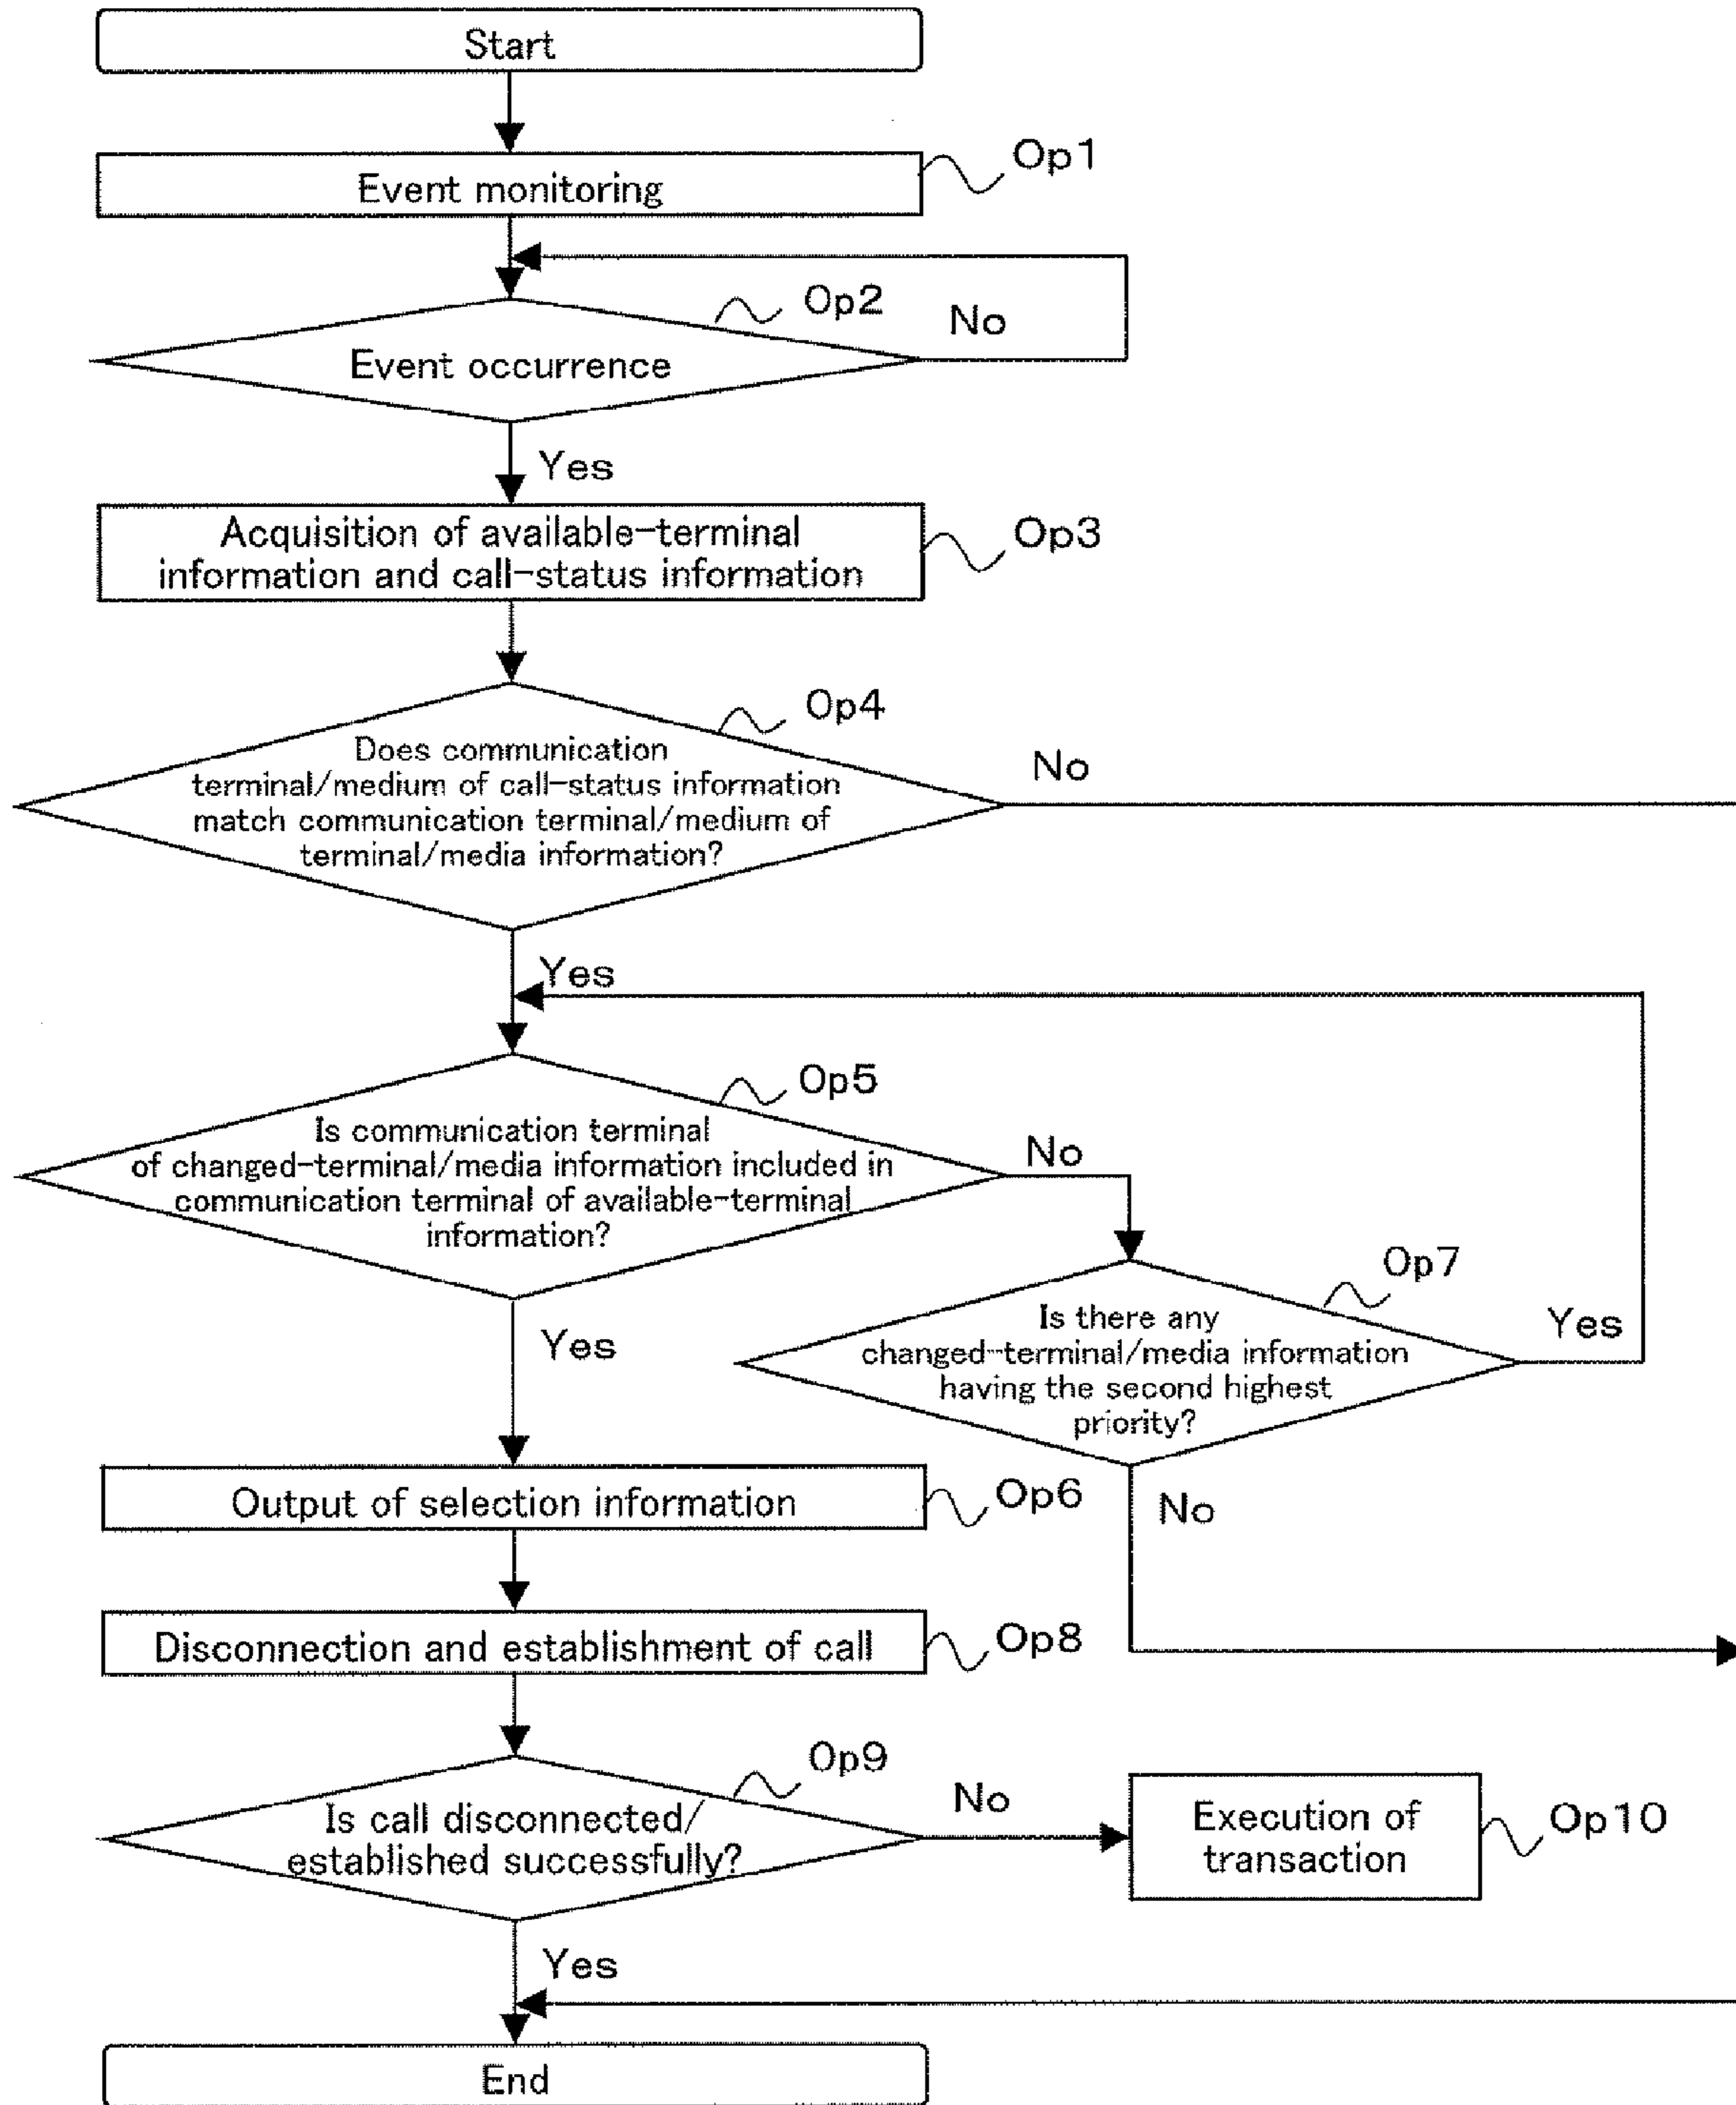 Start
Event monitoring
Op1
Op2
No
Event occurrence
Yes
Acquisition of available-terminal
information and call-status information
Op3
Op4
Does communication
terminal/medium of call-status information
match communication terminal/medium of
terminal/media information?
No
Yes
Op5
Is communication terminal
of changed-terminal/media information included in
communication terminal of available-terminal
information?
No
Yes
Op7
Is there any
changed-terminal/media information
having the second highest
priority?
Yes
No
Output of selection information
Op6
Disconnection and establishment of call
Op8
Op9
Is call disconnected/
established successfully?
No
Execution of
transaction
Op10
Yes
End